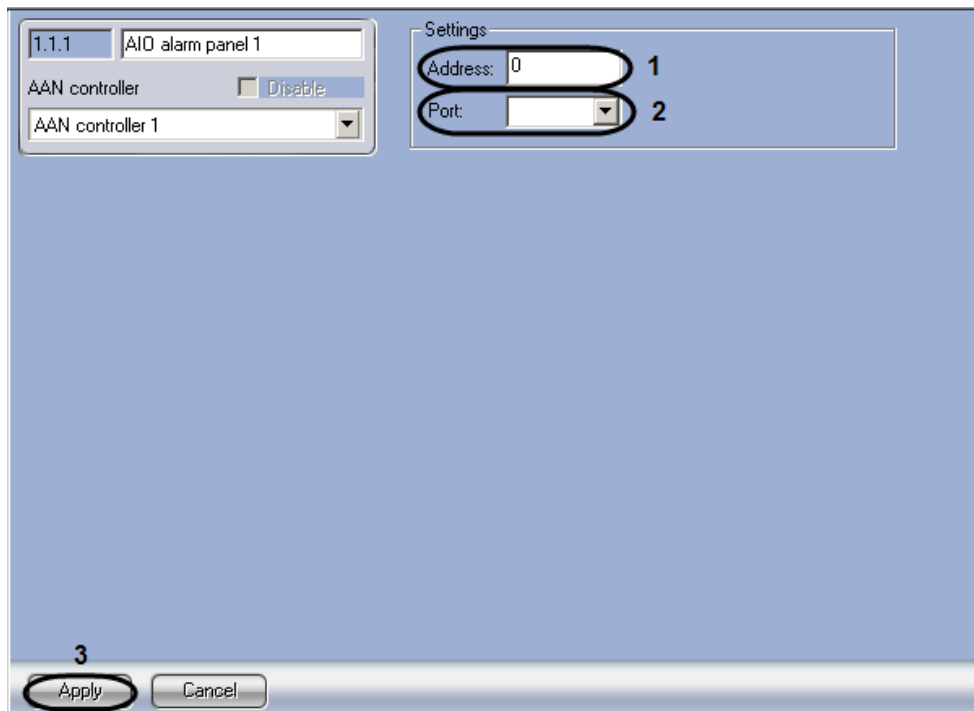 1.1.1 AIO alarm panel 1
AAN controller Disable
AAN controller 1
Settings
Address: 0 1
Port: 2
3
Apply Cancel